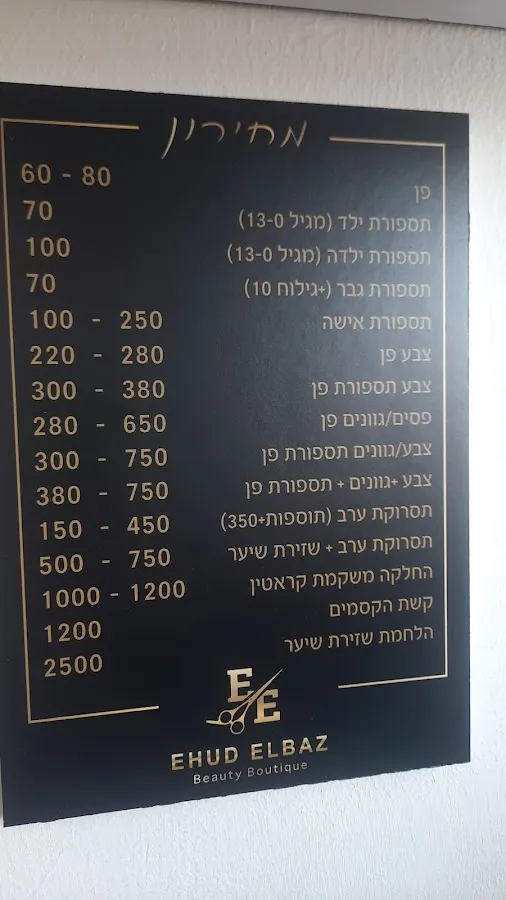 מחירון
פן 60 - 80
תספורת ילד (מגיל 13-0) 70
תספורת ילדה (מגיל 13-0) 100
תספורת גבר (+גילוח 10) 70
תספורת אישה 100 - 250
צבע פן 220 - 280
צבע תספורת פן 300 - 380
פסים/גוונים פן 280 - 650
צבע/גוונים תספורת פן 300 - 750
צבע +גוונים + תספורת פן 380 - 750
תסרוקת ערב (תוספות+350) 150 - 450
תסרוקת ערב + שזירת שיער 500 - 750
החלקה משקמת קראטין 1000 - 1200
קשת הקסמים 1200
הלחמת שזירת שיער 2500
EE
EHUD ELBAZ
Beauty Boutique